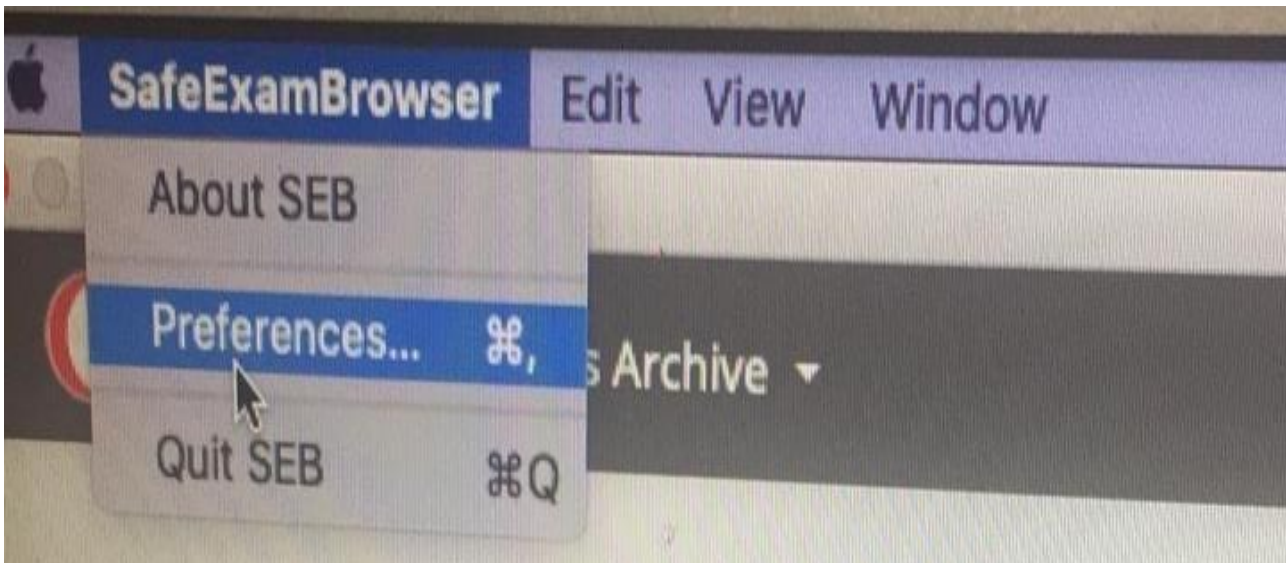 SafeExamBrowser Edit View Window
About SEB
Preferences... ⌘,
s Archive
Quit SEB ⌘Q